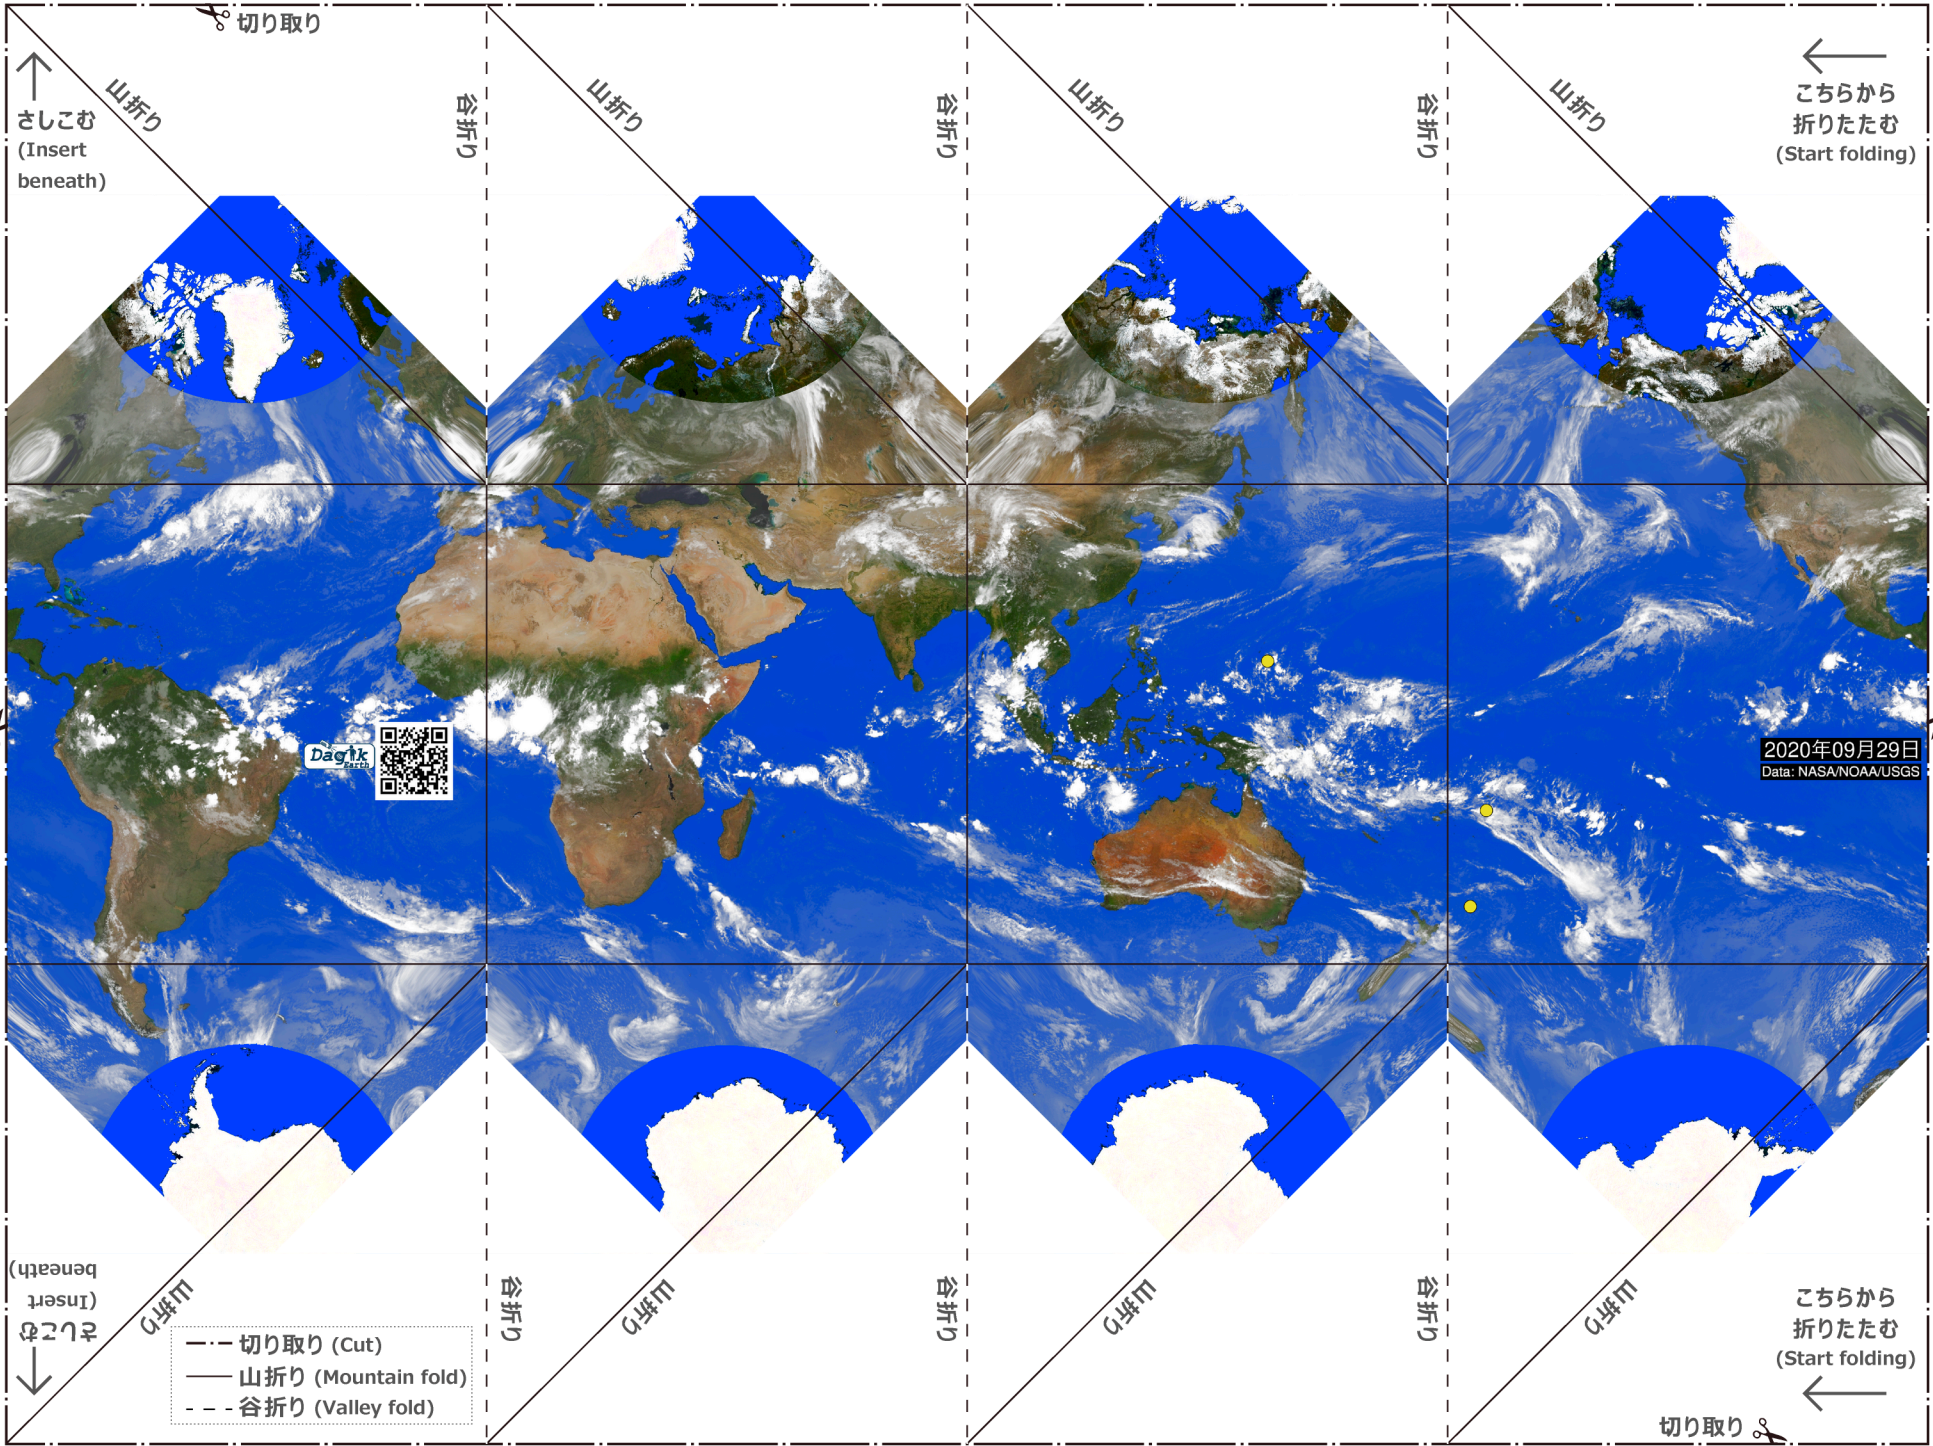 切り取り
山折り
谷折り
山折り
谷折り
山折り
谷折り
山折り
さしこむ
(Insert
beneath)
こちらから
折りたたむ
(Start folding)
Dagik
Earth
2020年09月29日
Data: NASA/NOAA/USGS
さしこむ
(Insert
beneath)
山折り
谷折り
山折り
谷折り
山折り
谷折り
山折り
こちらから
折りたたむ
(Start folding)
切り取り (Cut)
山折り (Mountain fold)
谷折り (Valley fold)
切り取り